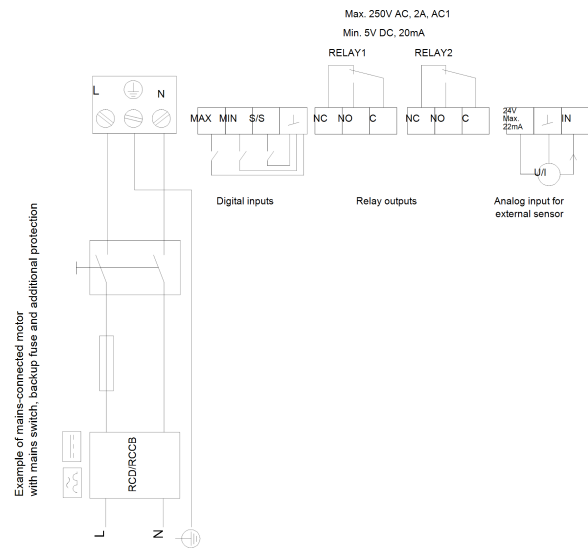 Max. 250V AC, 2A, AC1
Min. 5V DC, 20mA
RELAY1
RELAY2
L
N
MAX MIN S/S
NC NO C
NC NO C
24V
Max.
22mA
IN
U/I
Digital inputs
Relay outputs
Analog input for
external sensor
Example of mains-connected motor
with mains switch, backup fuse and additional protection
RCD/RCCB
L
N